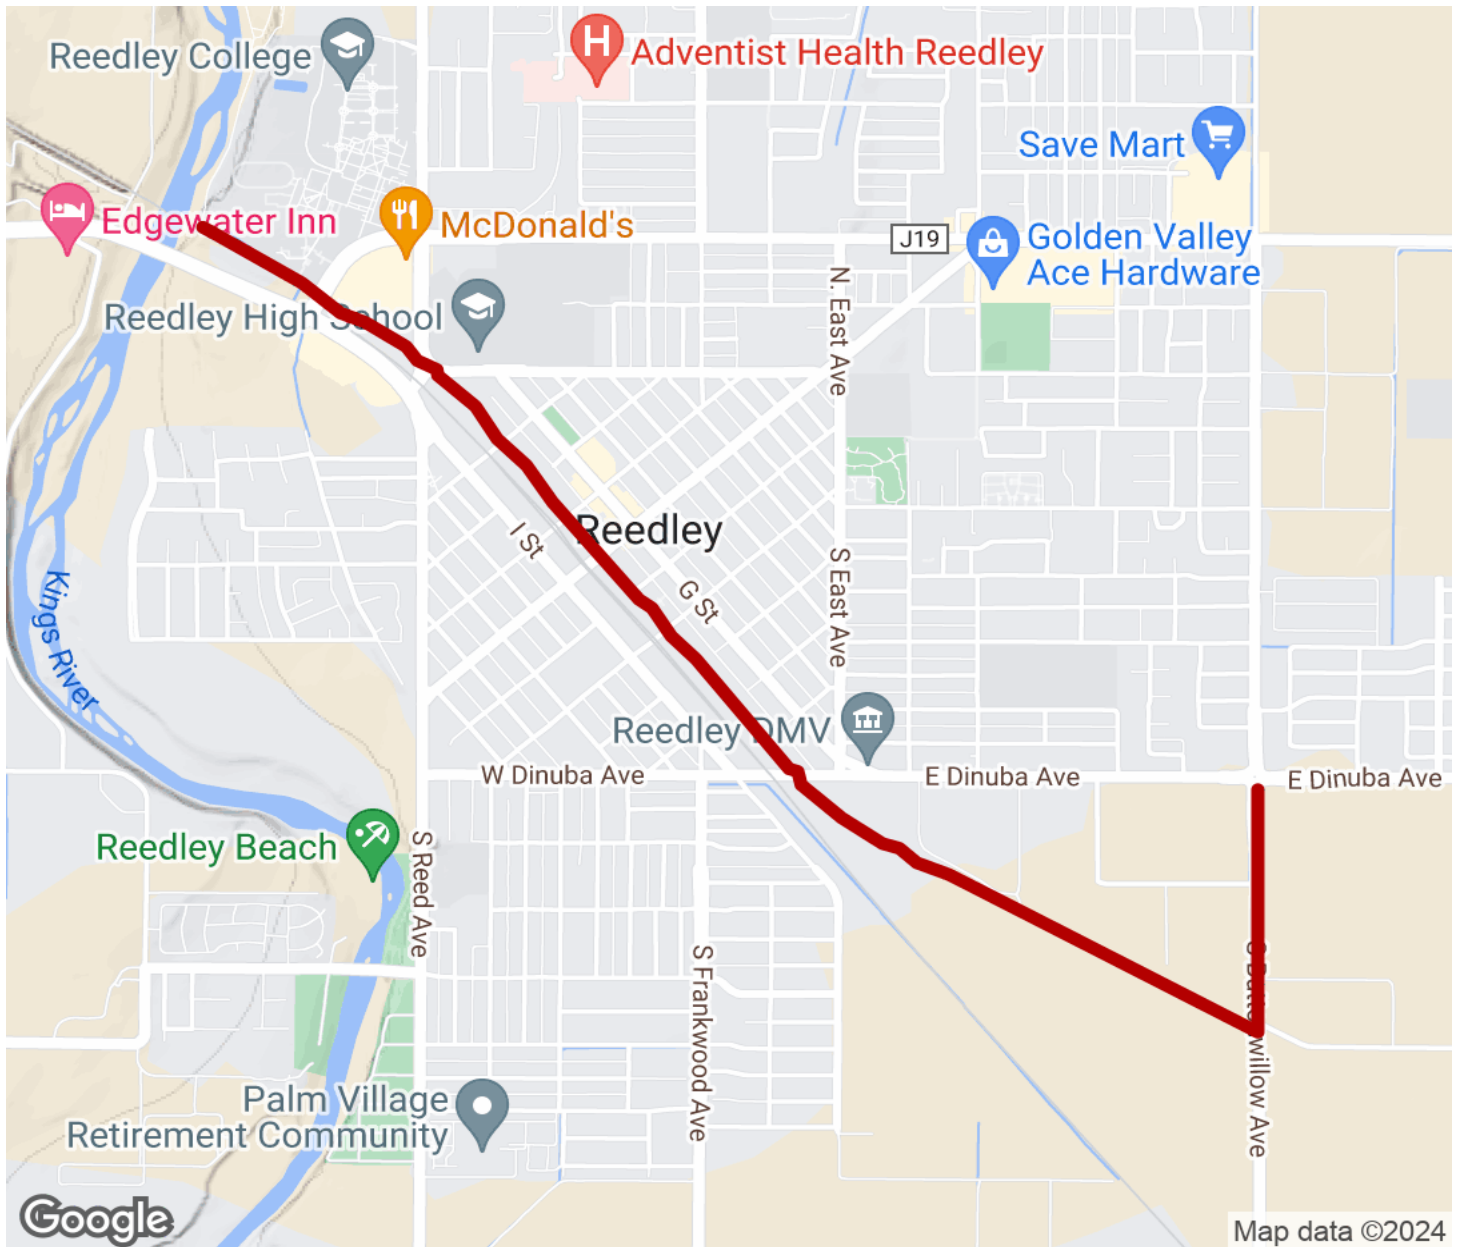 Reedley College
H
Adventist Health Reedley
Save Mart
Edgewater Inn
McDonald's
J19
Golden Valley
Ace Hardware
Reedley High School
N. East Ave
I St
Reedley
G St
S East Ave
Kings River
Reedley DMV
W Dinuba Ave
E Dinuba Ave
E Dinuba Ave
Reedley Beach
S Reed Ave
S Frankwood Ave
Palm Village
Retirement Community
Google
Map data ©2024